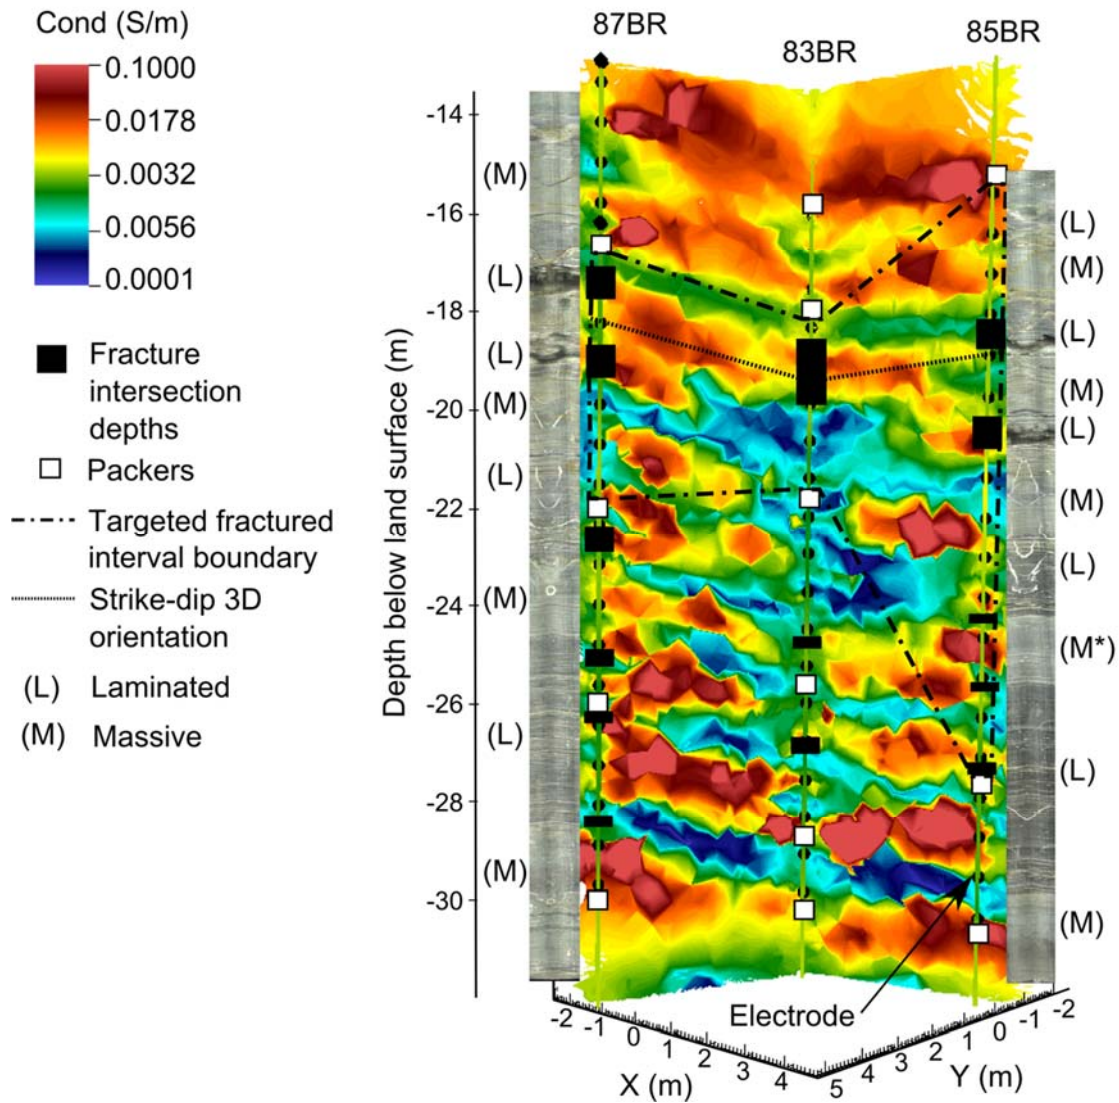 Cond (S/m)
0.1000
0.0178
0.0032
0.0056
0.0001
Fracture
intersection
depths
Packers
Targeted fractured
interval boundary
Strike-dip 3D
orientation
(L) Laminated
(M) Massive
87BR
83BR
85BR
Depth below land surface (m)
-14
-16
-18
-20
-22
-24
-26
-28
-30
(M)
(L)
(L)
(M)
(L)
(M)
(L)
(M)
(L)
(M)
(L)
(M)
(L)
(M)
(L)
(M*)
(L)
(M)
Electrode
-2 -1 0 1 2 3 4
X (m)
5 4 3 2 1 0 -1 -2
Y (m)